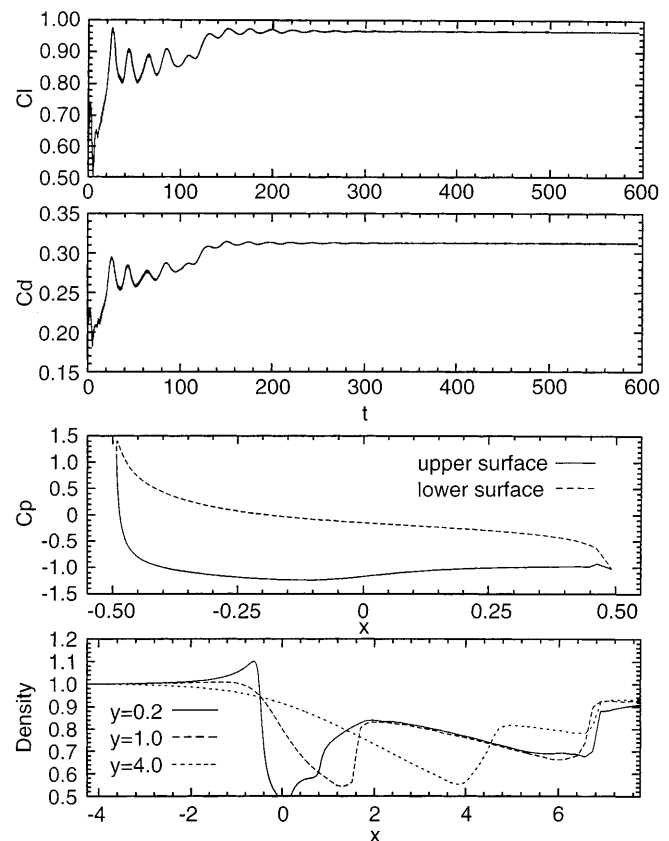 1.00
0.90
0.80
0.70
0.60
0.50
Cl
0 100 200 300 400 500 600
0.35
0.30
0.25
0.20
0.15
Cd
0 100 200 300 400 500 600
t
1.5
1.0
0.5
0
-0.5
-1.0
-1.5
Cp
upper surface
lower surface
-0.50 -0.25 0 0.25 0.50
x
1.2
1.1
1.0
0.9
0.8
0.7
0.6
0.5
Density
y=0.2
y=1.0
y=4.0
-4 -2 0 2 4 6
x